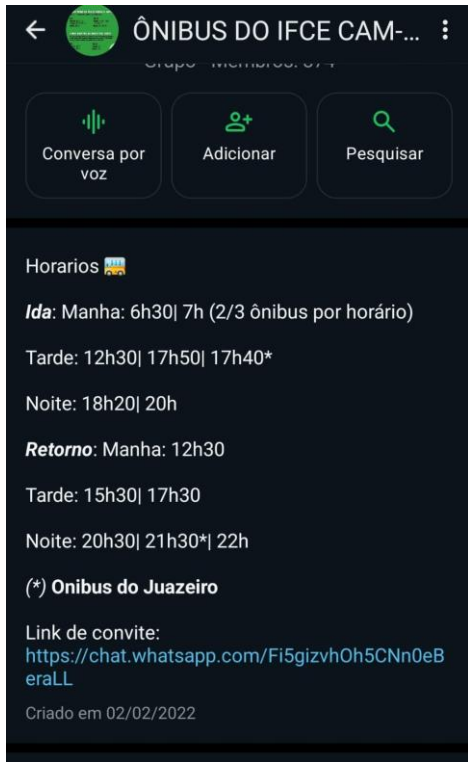 ÔNIBUS DO IFCE CAM-...
Conversa por
voz
Adicionar
Pesquisar
Horarios 🚌
Ida: Manha: 6h30| 7h (2/3 ônibus por horário)
Tarde: 12h30| 17h50| 17h40*
Noite: 18h20| 20h
Retorno: Manha: 12h30
Tarde: 15h30| 17h30
Noite: 20h30| 21h30*| 22h
(*) Onibus do Juazeiro
Link de convite:
https://chat.whatsapp.com/Fi5gizvhOh5CNn0eB
eraLL
Criado em 02/02/2022